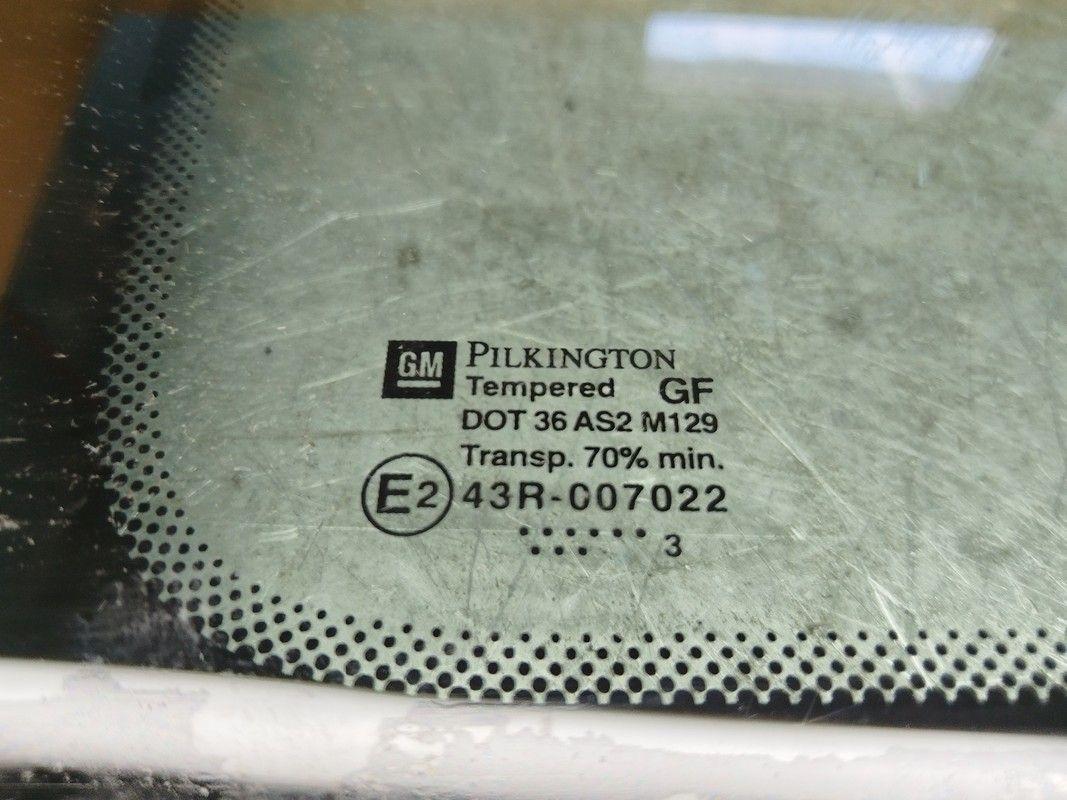 GM PILKINGTON
Tempered GF
DOT 36 AS2 M129
Transp. 70% min.
E2 43R-007022
3